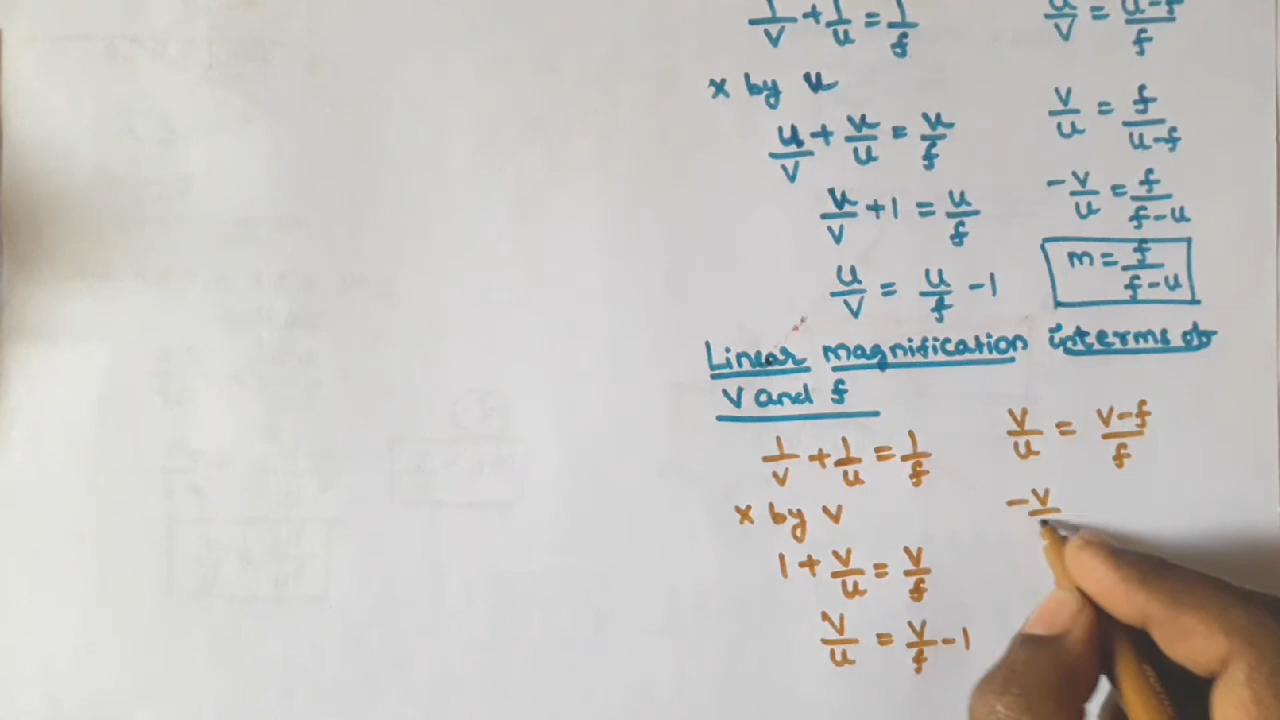 1/v + 1/u = 1/f
x by u
u/v + u/u = u/f
u/v + 1 = u/f
u/v = u/f - 1
u/v = u-f/f
v/u = f/u-f
-v/u = f/f-u
m = f/f-u
Linear magnification interms of
v and f
1/v + 1/u = 1/f
x by v
1 + v/u = v/f
v/u = v/f - 1
v/u = v-f/f
-v